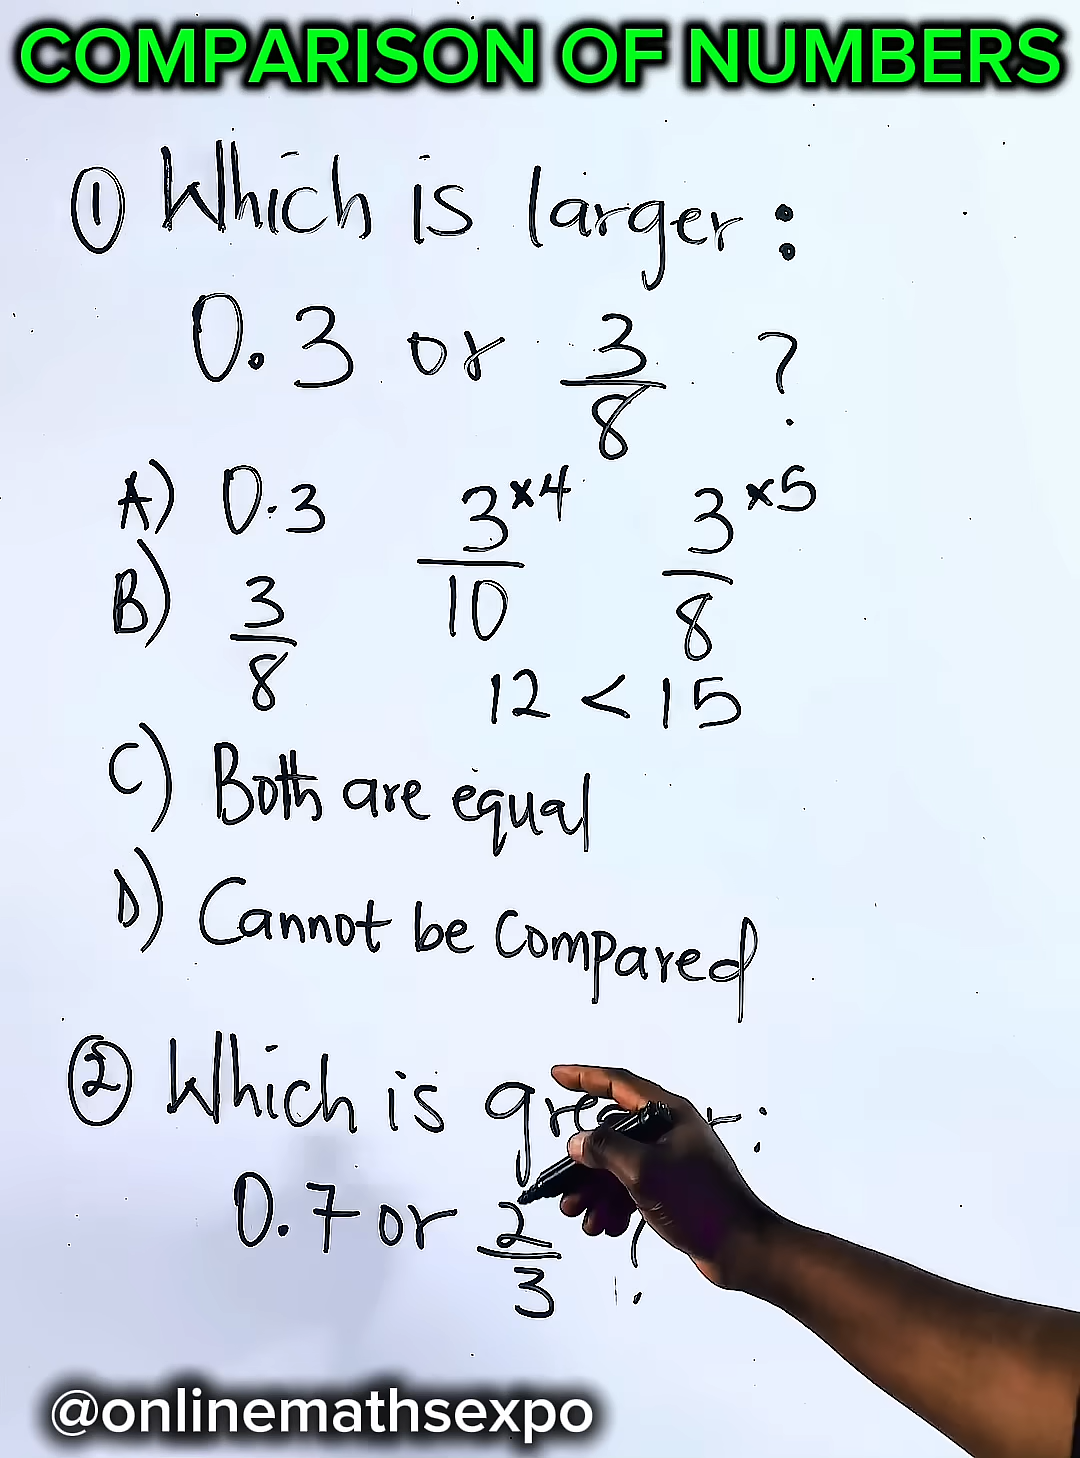 COMPARISON OF NUMBERS
① Which is larger:
0.3 or 3/8 ?
A) 0.3
3 ×4 / 10
3 ×5 / 8
B) 3/8
12 < 15
C) Both are equal
D) Cannot be compared
② Which is
0.7 or 2/3 ?
@onlinemathsexpo